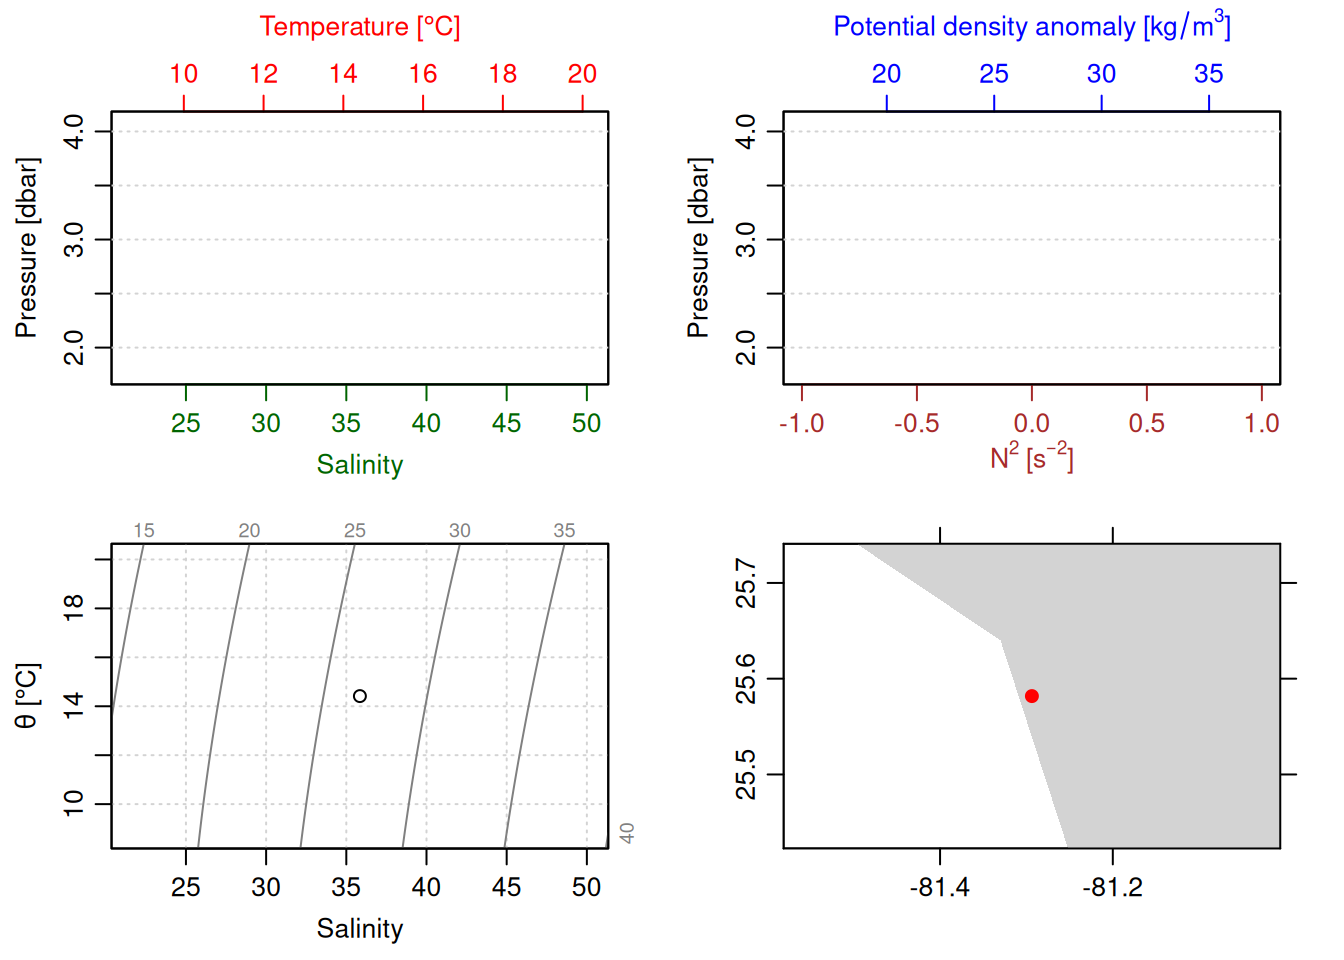 Temperature [°C]
10 12 14 16 18 20
Pressure [dbar]
4.0
3.0
2.0
25 30 35 40 45 50
Salinity
Potential density anomaly [kg/m³]
20 25 30 35
Pressure [dbar]
4.0
3.0
2.0
-1.0 -0.5 0.0 0.5 1.0
N² [s⁻²]
15 20 25 30 35
θ [°C]
18
14
10
40
25 30 35 40 45 50
Salinity
25.7
25.6
25.5
-81.4 -81.2